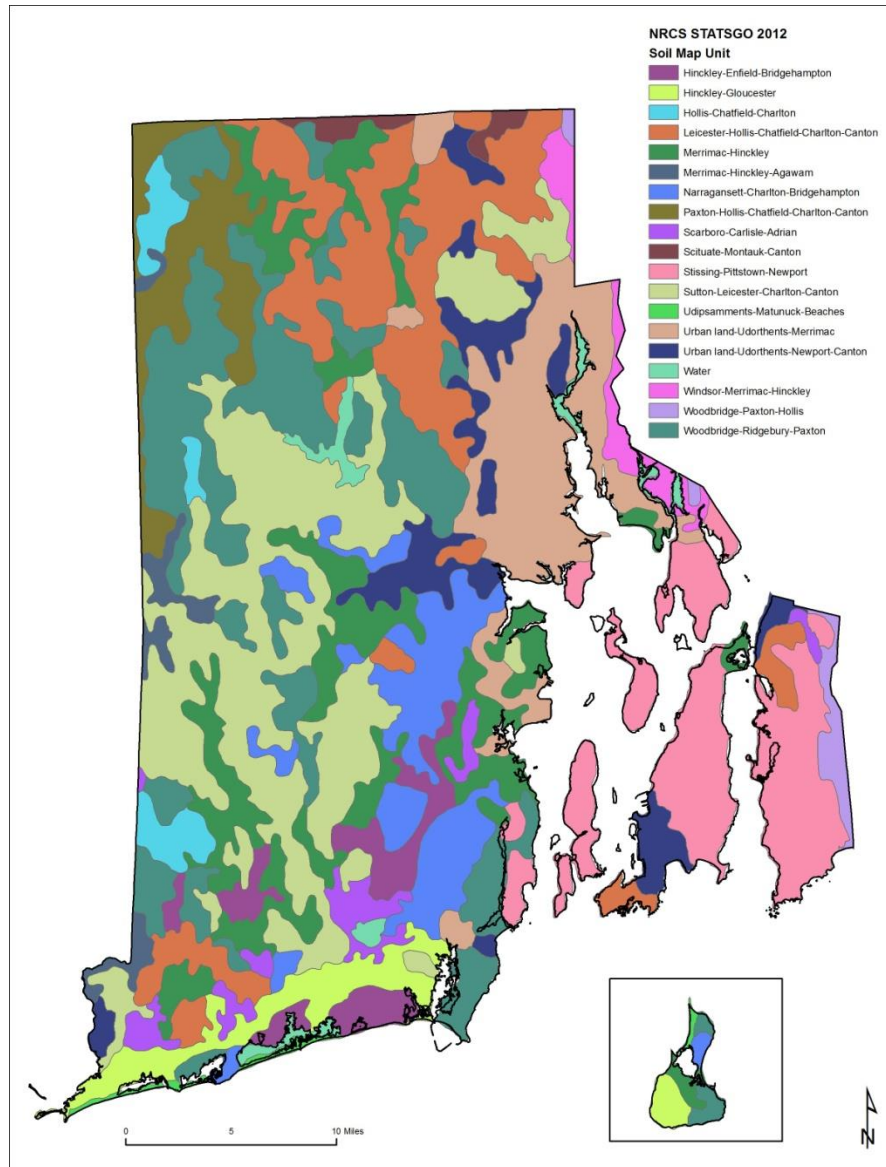 NRCS STATSGO 2012
Soil Map Unit
Hinckley-Enfield-Bridgehampton
Hinckley-Gloucester
Hollis-Chatfield-Charlton
Leicester-Hollis-Chatfield-Charlton-Canton
Merrimac-Hinckley
Merrimac-Hinckley-Agawam
Narragansett-Charlton-Bridgehampton
Paxton-Hollis-Chatfield-Charlton-Canton
Scarboro-Carlisle-Adrian
Scituate-Montauk-Canton
Stissing-Pittstown-Newport
Sutton-Leicester-Charlton-Canton
Udipsamments-Matunuck-Beaches
Urban land-Udorthents-Merrimac
Urban land-Udorthents-Newport-Canton
Water
Windsor-Merrimac-Hinckley
Woodbridge-Paxton-Hollis
Woodbridge-Ridgebury-Paxton
0 5 10 Miles
N